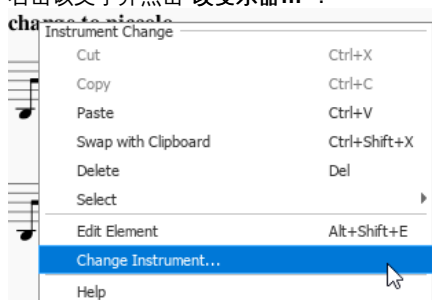 右击该文字并点击"改变乐器..."：
change to piccolo
Instrument Change
Cut Ctrl+X
Copy Ctrl+C
Paste Ctrl+V
Swap with Clipboard Ctrl+Shift+X
Delete Del
Select
Edit Element Alt+Shift+E
Change Instrument...
Help